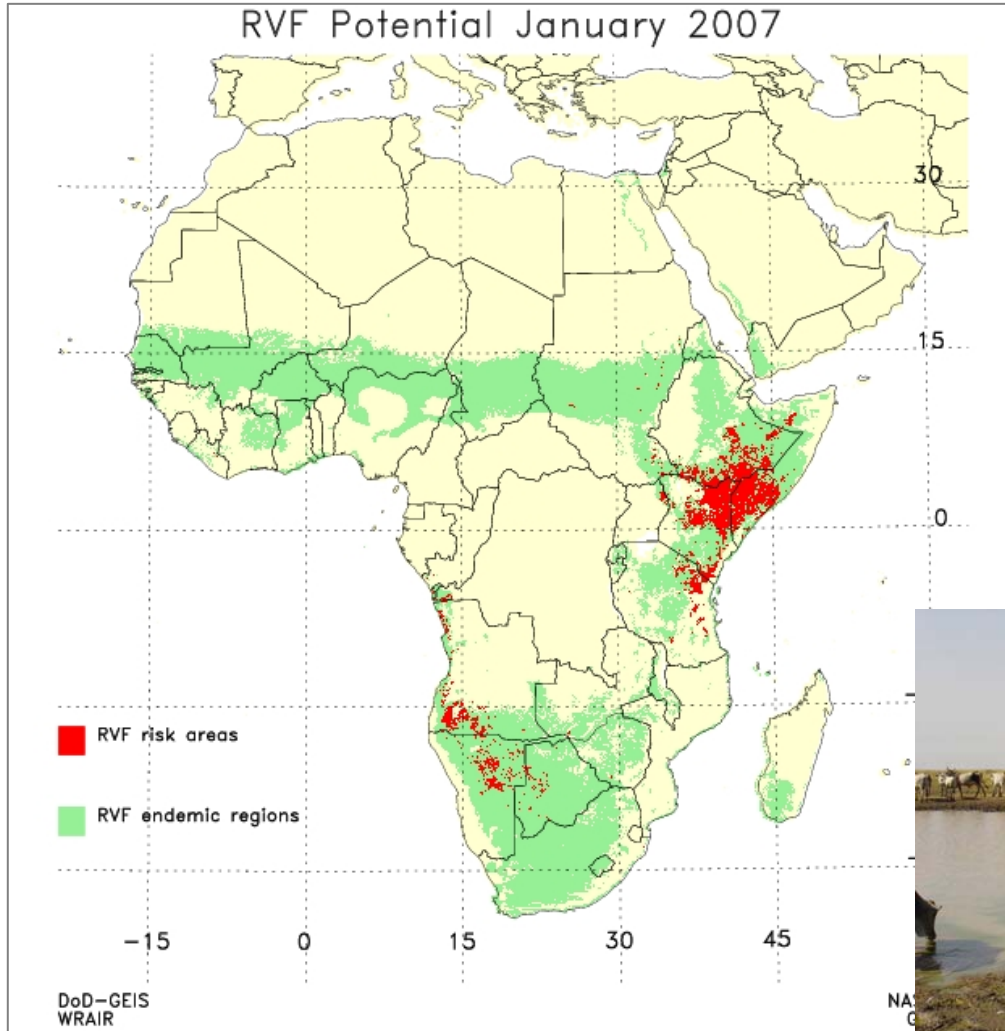 RVF Potential January 2007
30
15
0
RVF risk areas
RVF endemic regions
-15
0
15
30
45
DoD-GEIS
WRAIR